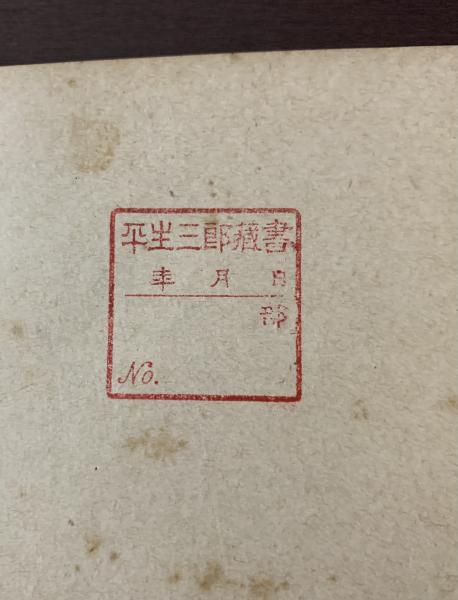 平生三郎藏書
年 月 日
部
No.